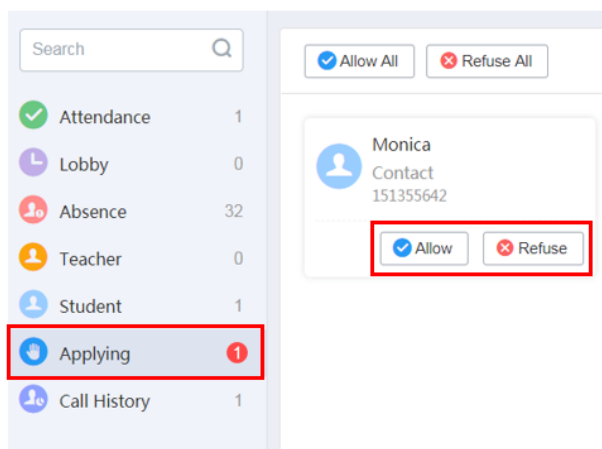 Search
Attendance 1
Lobby 0
Absence 32
Teacher 0
Student 1
Applying 1
Call History 1
Allow All Refuse All
Monica
Contact
151355642
Allow Refuse